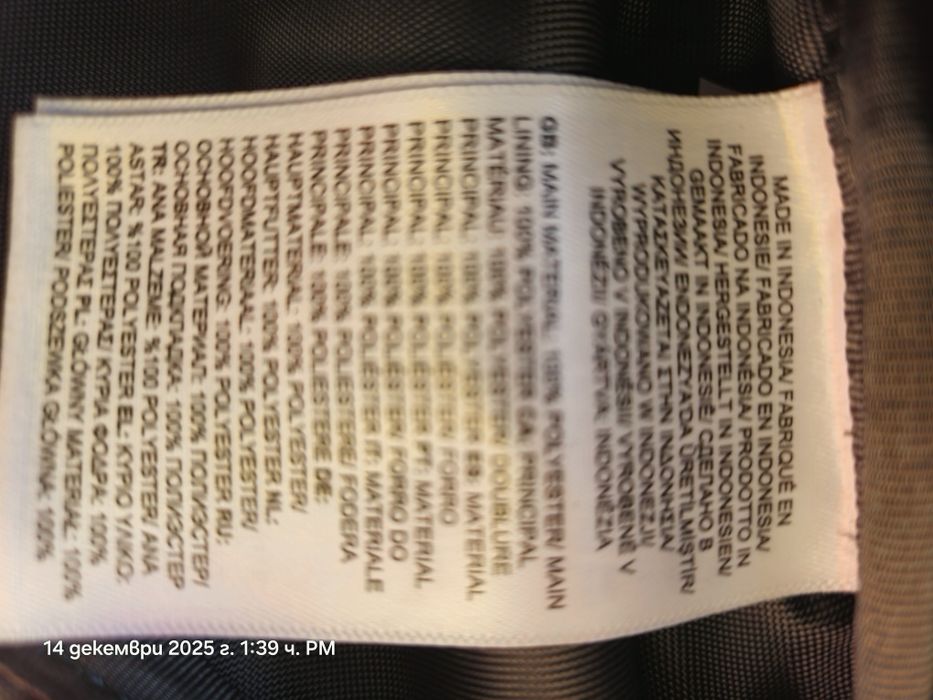 MADE IN INDONESIA/ FABRIQUÉ EN
INDONESIE/ FABRICADO EN INDONESIA/
FABRICADO NA INDONÉSIA/ PRODOTTO IN
INDONESIA/ HERGESTELLT IN INDONESIEN/
GEMAAKT IN INDONESIË/ СДЕЛАНО В
ИНДОНЕЗИИ/ ENDONEZYA'DA ÜRETİLMİŞTİR/
ΚΑΤΑΣΚΕΥΑΖΕΤΑΙ ΣΤΗΝ ΙΝΔΟΝΗΣΙΑ/
WYPRODUKOWANO W INDONEZJI/
VYROBENO V INDONÉSII/ VYROBENÉ V
INDONÉZII/ GYÁRTVA: INDONÉZIA
GB: MAIN MATERIAL: 100% POLYESTER/ MAIN
LINING: 100% POLYESTER CA: PRINCIPAL
MATÉRIAU: 100% POLYESTER/ DOUBLURE
PRINCIPAL: 100% POLYESTER ES: MATERIAL
PRINCIPAL: 100% POLIÉSTER/ FORRO
PRINCIPAL: 100% POLIÉSTER PT: MATERIAL
PRINCIPAL: 100% POLIÉSTER/ FORRO DO
PRINCIPAL: 100% POLIÉSTER IT: MATERIALE
PRINCIPALE: 100% POLIESTERE/ FODERA
PRINCIPALE: 100% POLIESTERE DE:
HAUPTMATERIAL: 100% POLYESTER/
HAUPTFUTTER: 100% POLYESTER NL:
HOOFDMATERIAAL: 100% POLYESTER/
HOOFDVOERING: 100% POLYESTER RU:
ОСНОВНОЙ МАТЕРИАЛ: 100% ПОЛИЭСТЕР/
ОСНОВНАЯ ПОДКЛАДКА: 100% ПОЛИЭСТЕР
TR: ANA MALZEME: %100 POLYESTER/ ANA
ASTAR: %100 POLYESTER EL: ΚΥΡΙΟ ΥΛΙΚΟ:
100% ΠΟΛΥΕΣΤΕΡΑΣ/ ΚΥΡΙΑ ΦΟΔΡΑ: 100%
ΠΟΛΥΕΣΤΕΡΑΣ PL: GŁÓWNY MATERIAŁ: 100%
POLIESTER/ PODSZEWKA GŁÓWNA: 100%
14 декември 2025 г. 1:39 ч. PM